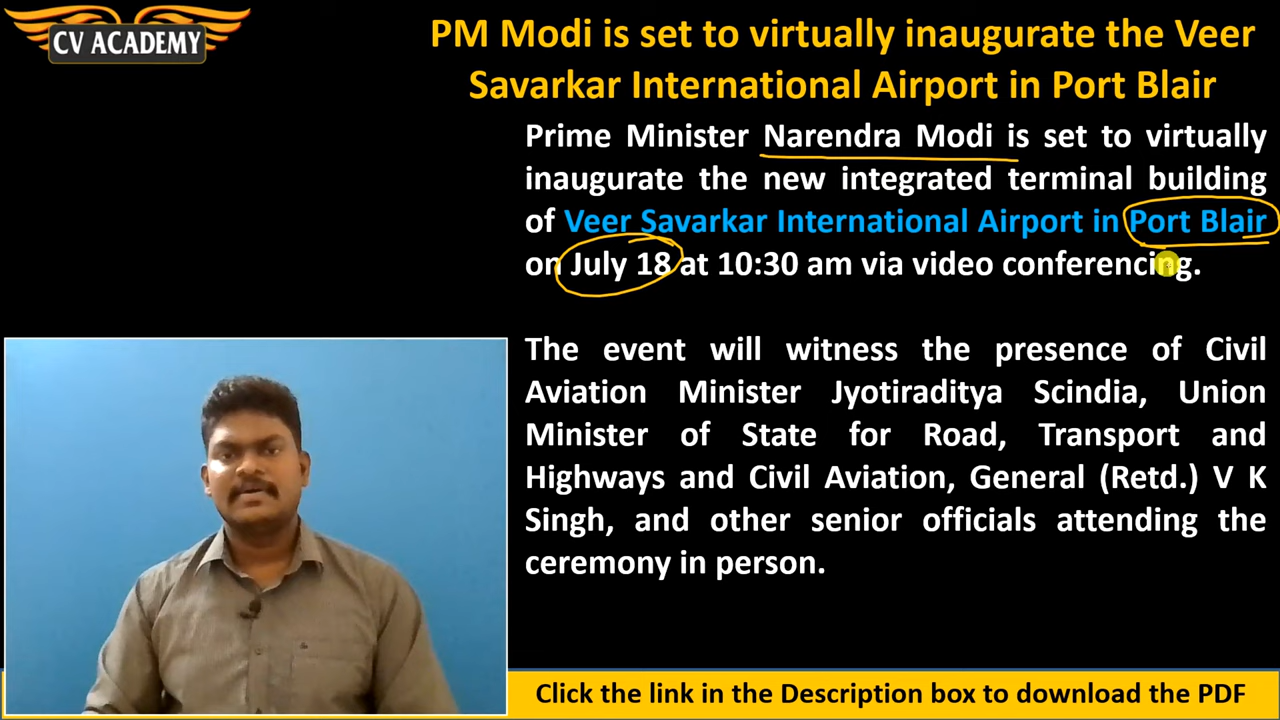 CV ACADEMY
PM Modi is set to virtually inaugurate the Veer
Savarkar International Airport in Port Blair
Prime Minister Narendra Modi is set to virtually
inaugurate the new integrated terminal building
of Veer Savarkar International Airport in Port Blair
on July 18 at 10:30 am via video conferencing.
The event will witness the presence of Civil
Aviation Minister Jyotiraditya Scindia, Union
Minister of State for Road, Transport and
Highways and Civil Aviation, General (Retd.) V K
Singh, and other senior officials attending the
ceremony in person.
Click the link in the Description box to download the PDF